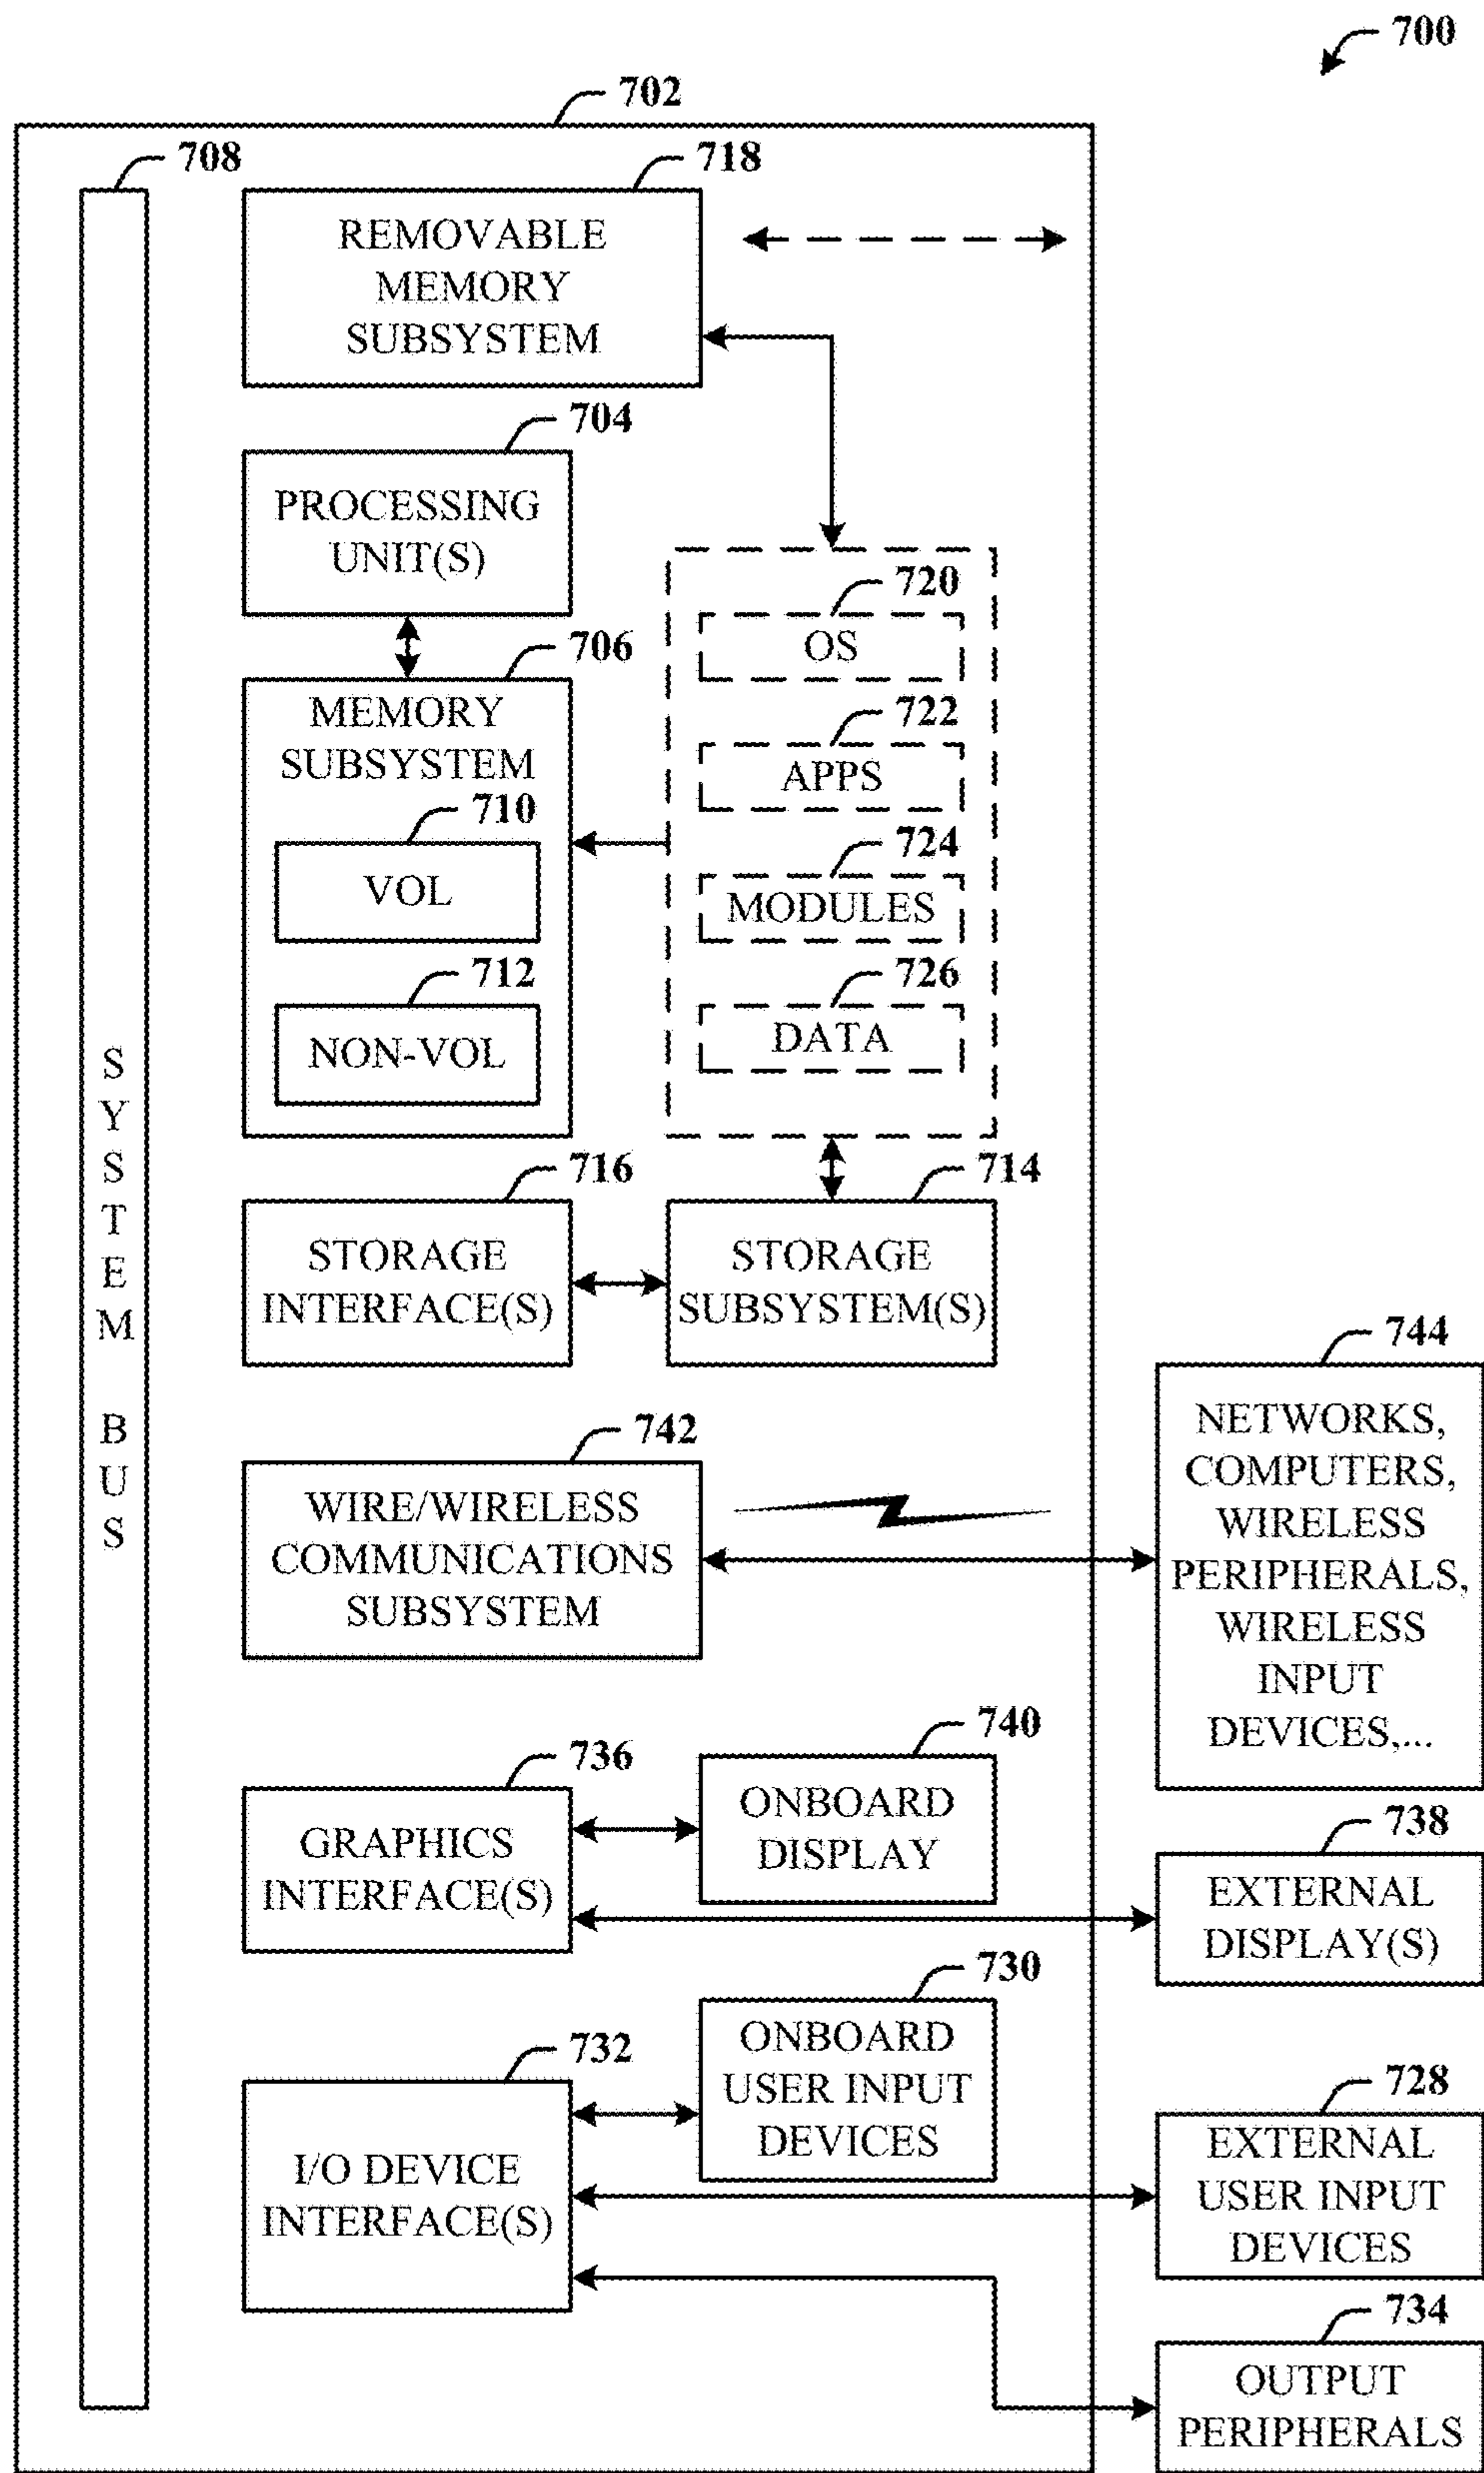 700
702
708
718
REMOVABLE
MEMORY
SUBSYSTEM
704
PROCESSING
UNIT(S)
720
OS
706
MEMORY
SUBSYSTEM
722
APPS
710
VOL
724
MODULES
712
NON-VOL
726
DATA
SYSTEM BUS
716
STORAGE
INTERFACE(S)
714
STORAGE
SUBSYSTEM(S)
744
NETWORKS,
COMPUTERS,
WIRELESS
PERIPHERALS,
WIRELESS
INPUT
DEVICES,...
742
WIRE/WIRELESS
COMMUNICATIONS
SUBSYSTEM
740
ONBOARD
DISPLAY
736
GRAPHICS
INTERFACE(S)
738
EXTERNAL
DISPLAY(S)
730
ONBOARD
USER INPUT
DEVICES
732
I/O DEVICE
INTERFACE(S)
728
EXTERNAL
USER INPUT
DEVICES
734
OUTPUT
PERIPHERALS